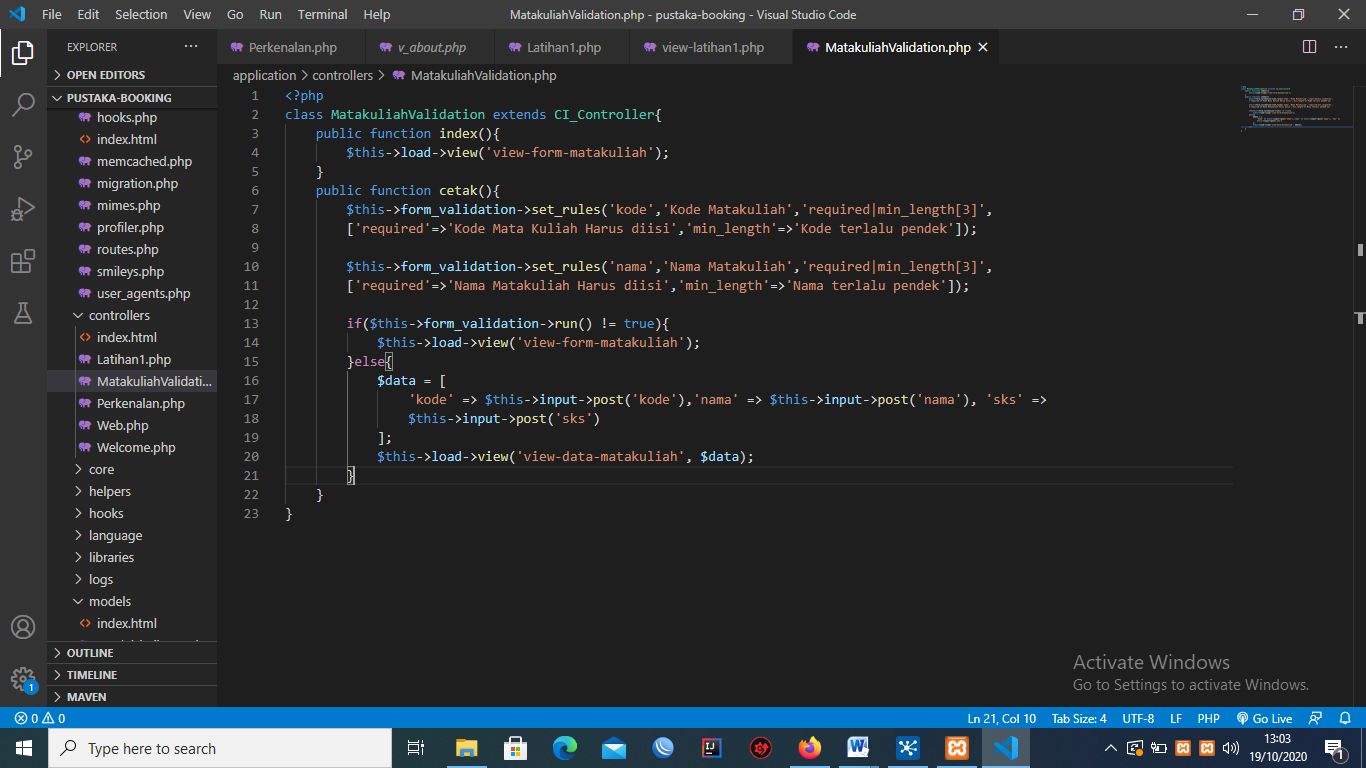 File Edit Selection View Go Run Terminal Help MatakuliahValidation.php - pustaka-booking - Visual Studio Code
EXPLORER ···
Perkenalan.php v_about.php Latihan1.php view-latihan1.php MatakuliahValidation.php
application > controllers > MatakuliahValidation.php
OPEN EDITORS
PUSTAKA-BOOKING
hooks.php
index.html
memcached.php
migration.php
mimes.php
profiler.php
routes.php
smileys.php
user_agents.php
controllers
index.html
Latihan1.php
MatakuliahValidati...
Perkenalan.php
Web.php
Welcome.php
core
helpers
hooks
language
libraries
logs
models
index.html
OUTLINE
TIMELINE
MAVEN
1 <?php
2 class MatakuliahValidation extends CI_Controller{
3     public function index(){
4         $this->load->view('view-form-matakuliah');
5     }
6     public function cetak(){
7         $this->form_validation->set_rules('kode','Kode Matakuliah','required|min_length[3]',
8         ['required'=>'Kode Mata Kuliah Harus diisi','min_length'=>'Kode terlalu pendek']);
9
10         $this->form_validation->set_rules('nama','Nama Matakuliah','required|min_length[3]',
11         ['required'=>'Nama Matakuliah Harus diisi','min_length'=>'Nama terlalu pendek']);
12
13         if($this->form_validation->run() != true){
14             $this->load->view('view-form-matakuliah');
15         }else{
16             $data = [
17                 'kode' => $this->input->post('kode'),'nama' => $this->input->post('nama'), 'sks' =>
18                 $this->input->post('sks')
19             ];
20             $this->load->view('view-data-matakuliah', $data);
21         }
22     }
23 }
Activate Windows
Go to Settings to activate Windows.
1
0 0 Ln 21, Col 10 Tab Size: 4 UTF-8 LF PHP Go Live
Type here to search
13:03
19/10/2020
1